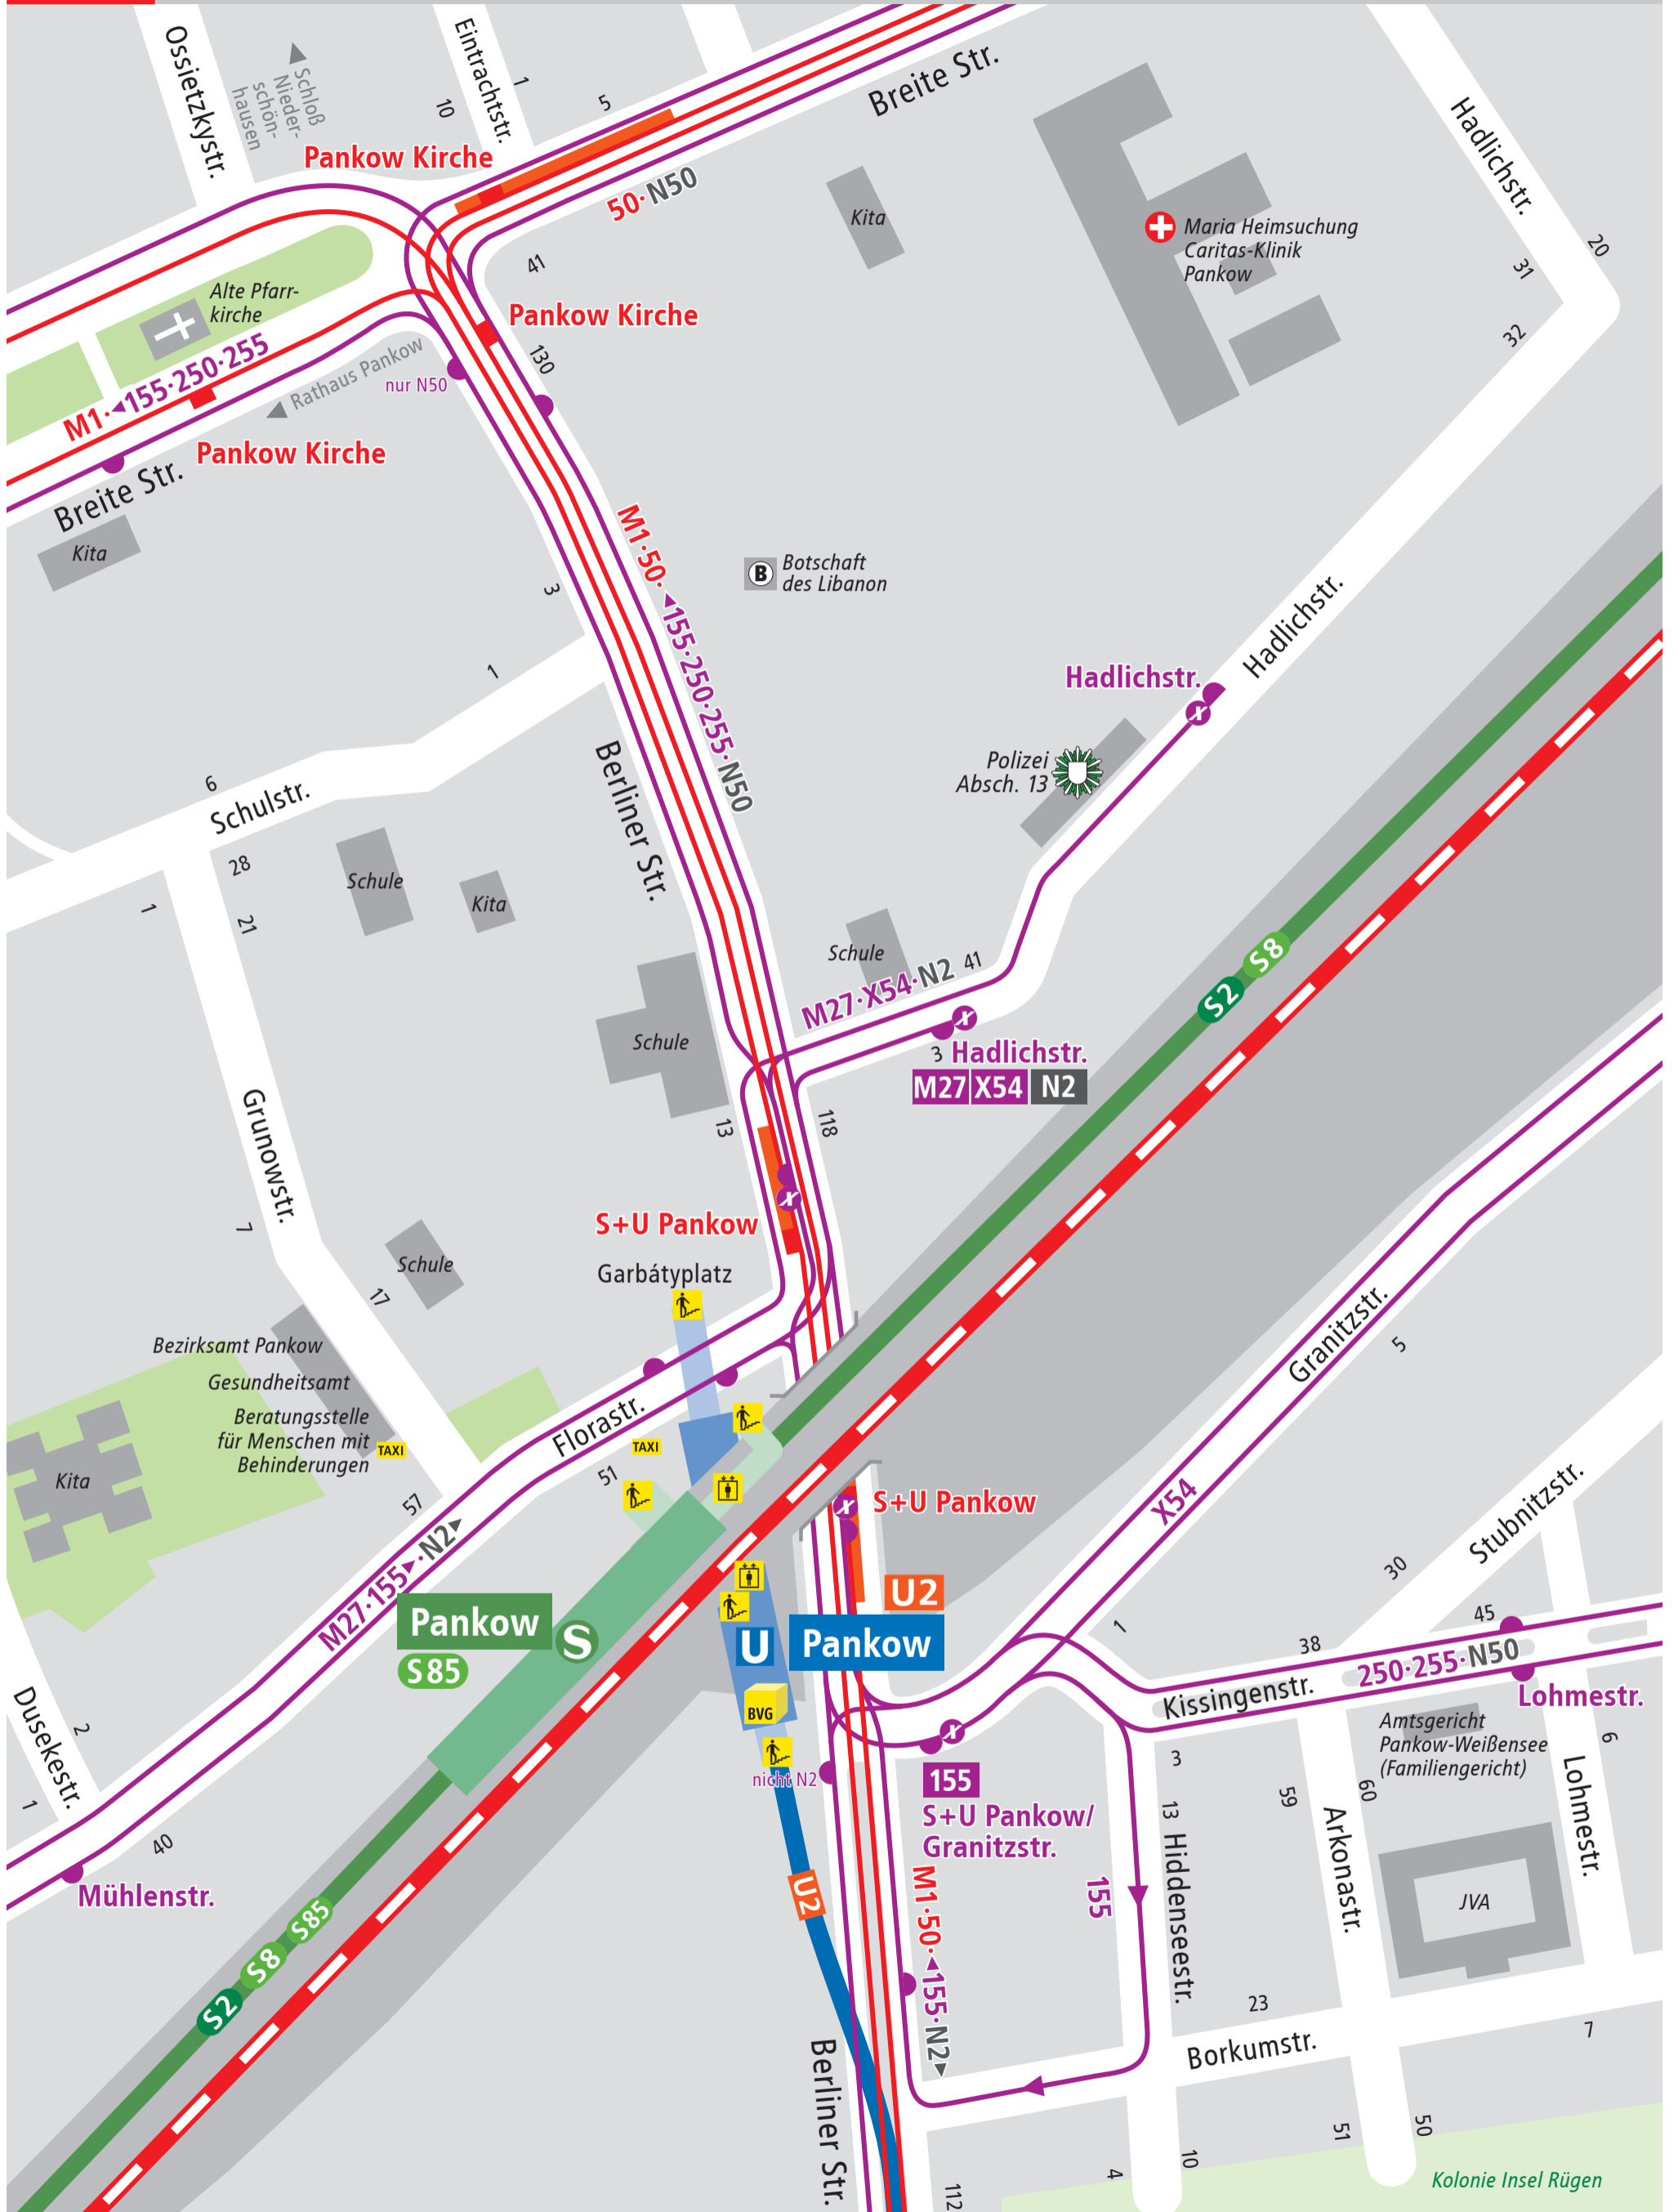 Ossietzkystr.
Schloß
Nieder-
schön-
hausen
Eintrachtstr.
10
1
5
Breite Str.
Hadlichstr.
Pankow Kirche
50·N50
Kita
Maria Heimsuchung
Caritas-Klinik
Pankow
20
31
32
41
Alte Pfarr-
kirche
Pankow Kirche
M1·155·250·255
Rathaus Pankow
nur N50
130
Pankow Kirche
Breite Str.
Kita
M1·50·155·250·255·N50
B
Botschaft
des Libanon
3
1
Hadlichstr.
Hadlichstr.
X
Polizei
Absch. 13
Berliner Str.
6
Schulstr.
28
Schule
Kita
1
21
Schule
M27·X54·N2
41
S2
S8
X
Schule
3
Hadlichstr.
M27
X54
N2
Grunowstr.
13
118
X
7
S+U Pankow
Schule
Garbátyplatz
17
Bezirksamt Pankow
Gesundheitsamt
Beratungsstelle
für Menschen mit
Behinderungen
TAXI
Granitzstr.
5
Florastr.
TAXI
Kita
51
57
X
S+U Pankow
X54
Stubnitzstr.
30
M27·155·N2
U2
Pankow
S
S85
U
Pankow
1
45
38
250·255·N50
Kissingenstr.
Lohmestr.
BVG
X
Dusekestr.
2
1
Amtsgericht
Pankow-Weißensee
(Familiengericht)
6
3
nicht N2
155
S+U Pankow/
Granitzstr.
59
60
Lohmestr.
13
Hiddenseestr.
Arkonastr.
40
Mühlenstr.
U2
M1·50·155·N2
155
JVA
S85
S8
S2
23
Borkumstr.
7
Berliner Str.
51
50
10
4
112
Kolonie Insel Rügen